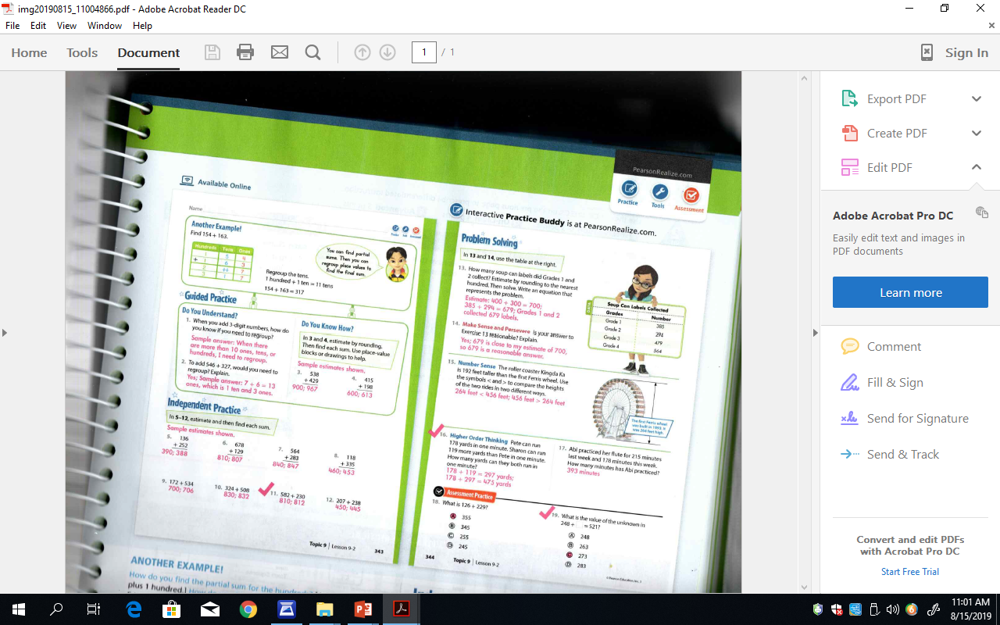 img20190815_11004866.pdf - Adobe Acrobat Reader DC
File Edit View Window Help
Home Tools Document 1 / 1 Sign In
Export PDF
Create PDF
Edit PDF
Adobe Acrobat Pro DC
Easily edit text and images in
PDF documents
Learn more
Comment
Fill & Sign
Send for Signature
Send & Track
Convert and edit PDFs
with Acrobat Pro DC
Start Free Trial
PearsonRealize.com
Practice Tools Assessment
Available Online
Name
Another Example!
Find 154 + 163.
Hundreds Tens Ones
1 5 4
+ 1 6 3
2 11 7
3 1 7
You can find partial
sums. Then you can
regroup place values to
find the final sum.
Regroup the tens.
1 hundred + 1 ten = 11 tens
154 + 163 = 317
Guided Practice
Do You Understand?
1. When you add 3-digit numbers, how do
you know if you need to regroup?
Sample answer: When there
are more than 10 ones, tens, or
hundreds, I need to regroup.
2. To add 546 + 327, would you need to
regroup? Explain.
Yes; Sample answer: 7 + 6 = 13
ones, which is 1 ten and 3 ones.
Do You Know How?
In 3 and 4, estimate by rounding.
Then find each sum. Use place-value
blocks or drawings to help.
Sample estimates shown.
3. 538
+ 429
900; 967
4. 415
+ 198
600; 613
Independent Practice
In 5–12, estimate and then find each sum.
Sample estimates shown.
5. 136
+ 252
390; 388
6. 678
+ 129
810; 807
7. 564
+ 283
840; 847
8. 118
+ 335
460; 453
9. 172 + 534
700; 706
10. 324 + 508
830; 832
11. 582 + 230
810; 812
12. 207 + 238
450; 445
Topic 9 | Lesson 9-2 343
Interactive Practice Buddy is at PearsonRealize.com.
Problem Solving
In 13 and 14, use the table at the right.
13. How many soup can labels did Grades 1 and
2 collect? Estimate by rounding to the nearest
hundred. Then solve. Write an equation that
represents the problem.
Estimate: 400 + 300 = 700;
385 + 294 = 679; Grades 1 and 2
collected 679 labels.
DATA
Soup Can Labels Collected
Grades Number
Grade 1 385
Grade 2 294
Grade 3 479
Grade 4 564
14. Make Sense and Persevere Is your answer to
Exercise 13 reasonable? Explain.
Yes; 679 is close to my estimate of 700,
so 679 is a reasonable answer.
15. Number Sense The roller coaster Kingda Ka
is 192 feet taller than the first Ferris wheel. Use
the symbols < and > to compare the heights
of the two rides in two different ways.
264 feet < 456 feet; 456 feet > 264 feet
The first Ferris wheel
was built in 1893. It
was 264 feet high.
16. Higher Order Thinking Pete can run
178 yards in one minute. Sharon can run
119 more yards than Pete in one minute.
How many yards can they both run in
one minute?
178 + 119 = 297 yards;
178 + 297 = 475 yards
17. Abi practiced her flute for 215 minutes
last week and 178 minutes this week.
How many minutes has Abi practiced?
393 minutes
Assessment Practice
18. What is 126 + 229?
A 355
B 345
C 255
D 245
19. What is the value of the unknown in
248 + = 521?
A 248
B 263
C 273
D 283
344 Topic 9 | Lesson 9-2
© Pearson Education, Inc. 3
ANOTHER EXAMPLE!
How do you find the partial sum for the
plus 1 hundred.]
11:01 AM
8/15/2019